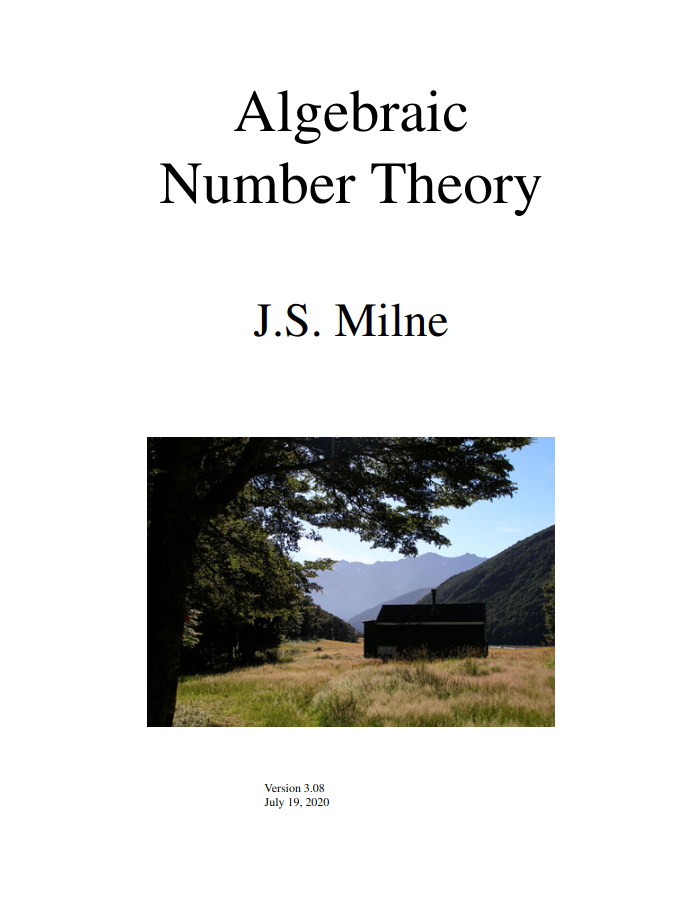 Algebraic
Number Theory
J.S. Milne
Version 3.08
July 19, 2020